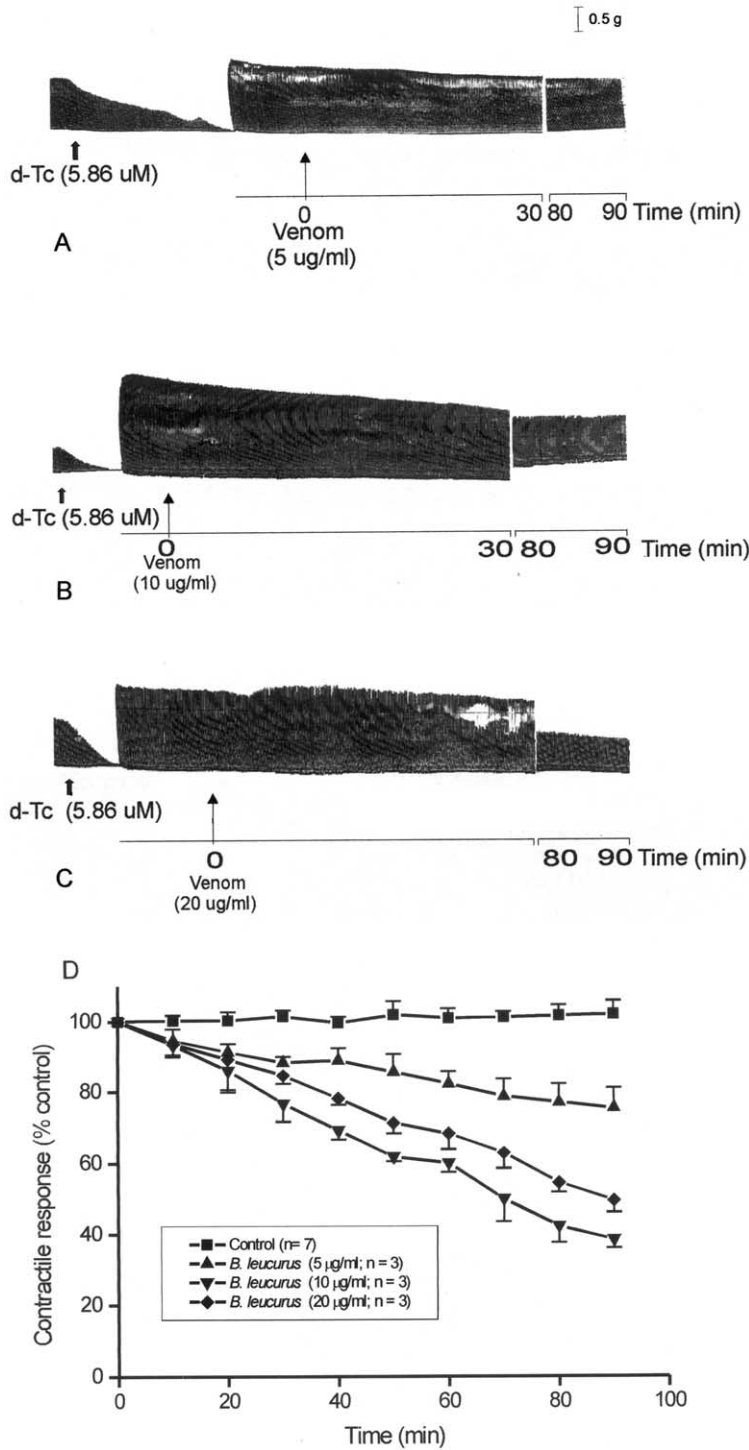 0.5 g
d-Tc (5.86 uM)
0
30 80 90 Time (min)
Venom
(5 ug/ml)
A
d-Tc (5.86 uM)
0
30 80 90 Time (min)
Venom
(10 ug/ml)
B
d-Tc (5.86 uM)
0
80 90 Time (min)
Venom
(20 ug/ml)
C
D
Contractile response (% control)
100
80
60
40
20
0
Control (n= 7)
B. leucurus (5 µg/ml; n = 3)
B. leucurus (10 µg/ml; n = 3)
B. leucurus (20 µg/ml; n = 3)
0 20 40 60 80 100
Time (min)